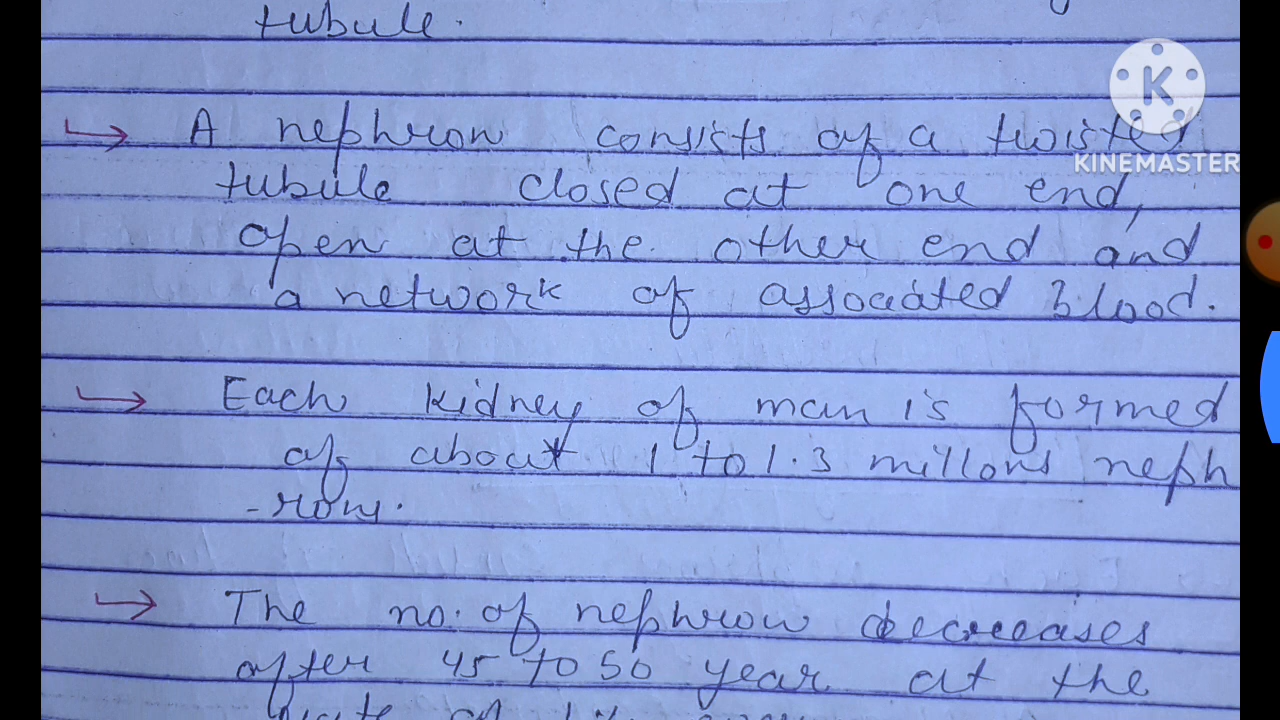 tubule.
→ A nephron consists of a twisted
tubule closed at one end,
open at the other end and
a network of associated Blood.
→ Each kidney of man is formed
of about 1 to 1.3 millons neph
-rons.
→ The no. of nephron decreases
after 45 to 50 year at the
K
KINEMASTER